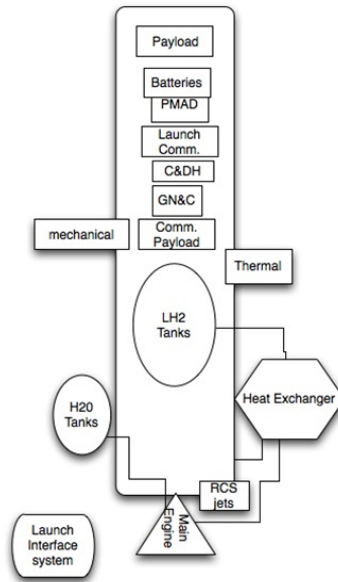 Payload
Batteries
PMAD
Launch
Comm.
C&DH
GN&C
mechanical
Comm.
Payload
Thermal
LH2
Tanks
H20
Tanks
Heat Exchanger
RCS
jets
Main
Engine
Launch
Interface
system